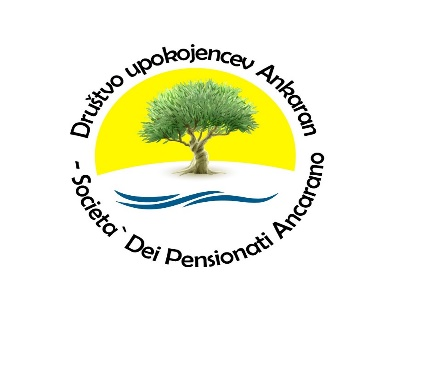 Društvo upokojencev Ankaran
- Societa` Dei Pensionati Ancarano